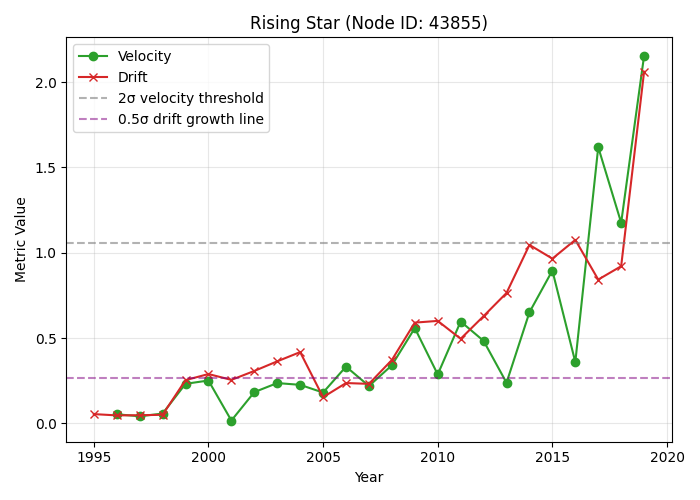 Rising Star (Node ID: 43855)
Velocity
Drift
2σ velocity threshold
0.5σ drift growth line
Metric Value
2.0
1.5
1.0
0.5
0.0
1995 2000 2005 2010 2015 2020
Year